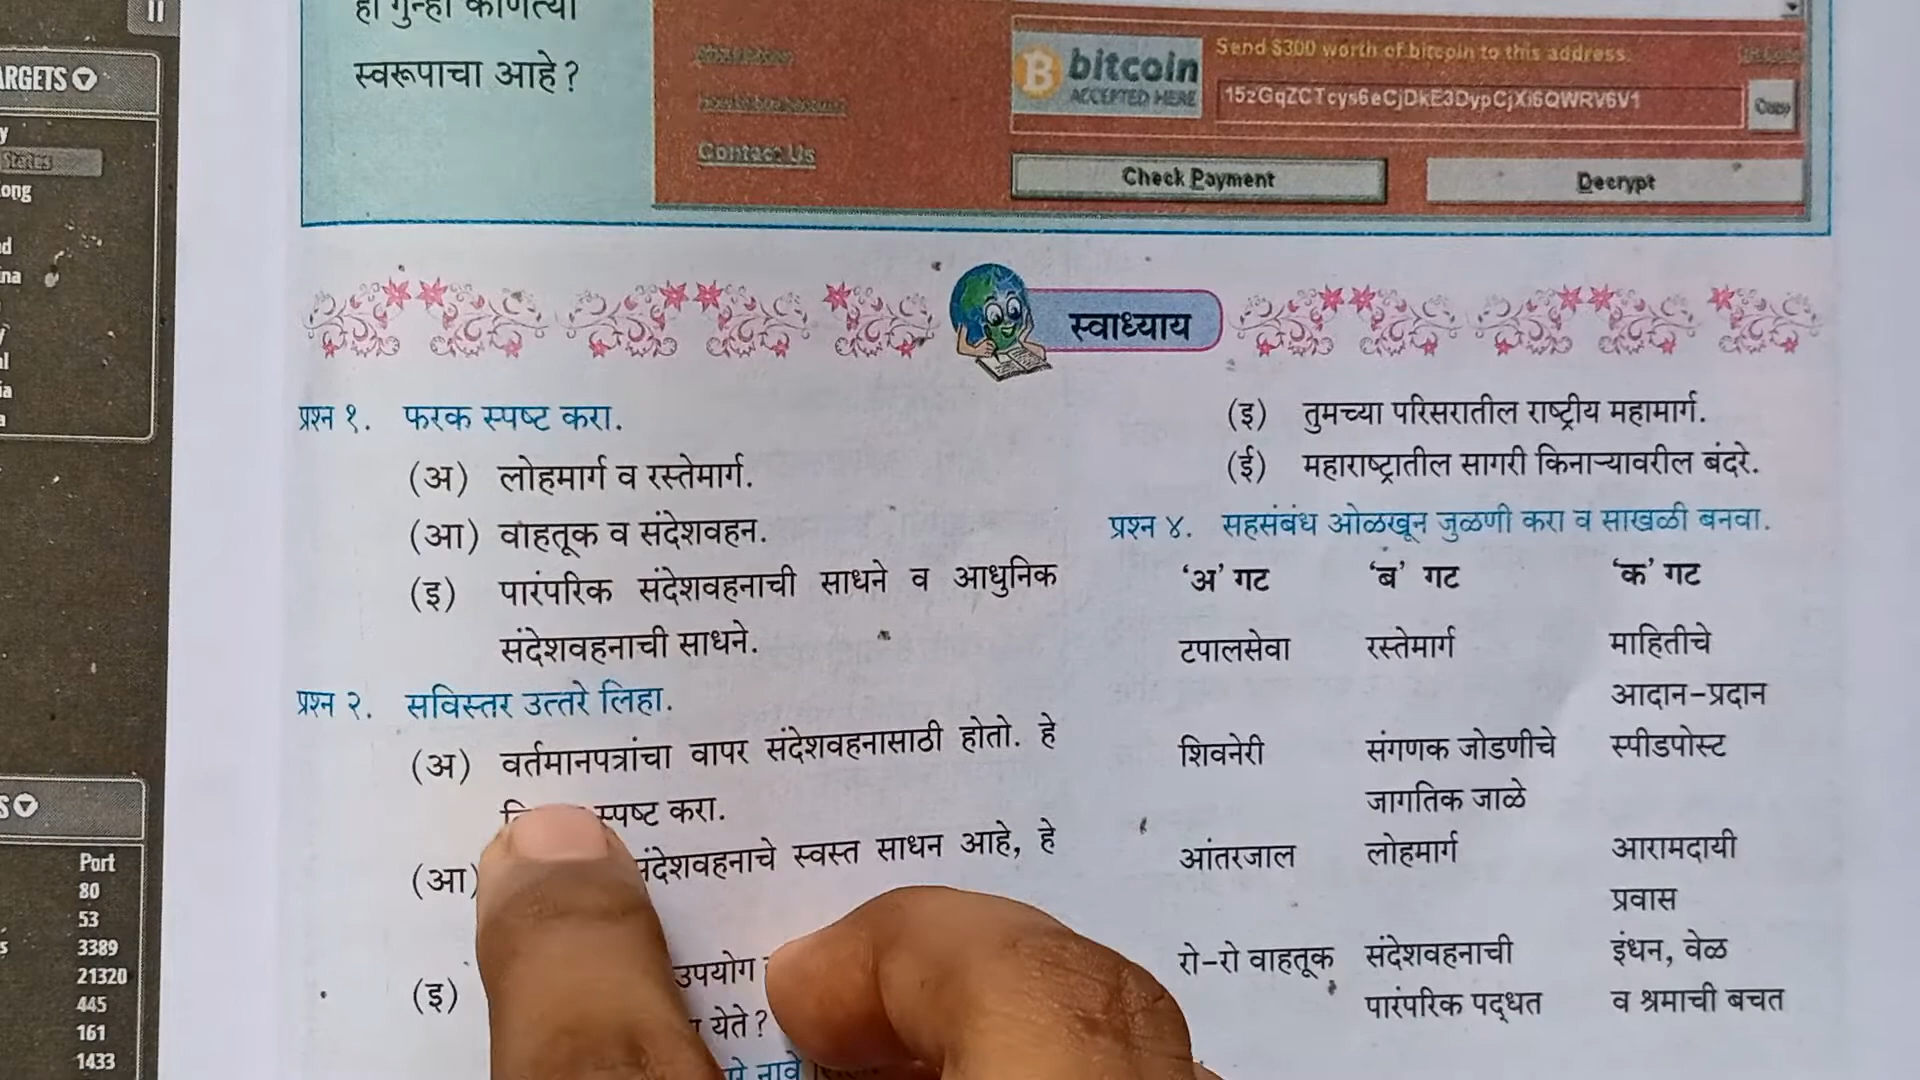 ARGETS
States
ong
na
Port
80
53
3389
21320
445
161
1433
स्वरूपाचा आहे?
Contact Us
bitcoin
ACCEPTED HERE
Send $300 worth of bitcoin to this address:
15zGqZCTcys6eCjDkE3DypCjXi6QWRV6V1
Copy
Check Payment
Decrypt
स्वाध्याय
प्रश्न १. फरक स्पष्ट करा.
(अ) लोहमार्ग व रस्तेमार्ग.
(आ) वाहतूक व संदेशवहन.
(इ) पारंपरिक संदेशवहनाची साधने व आधुनिक
संदेशवहनाची साधने.
प्रश्न २. सविस्तर उत्तरे लिहा.
(अ) वर्तमानपत्रांचा वापर संदेशवहनासाठी होतो. हे
स्पष्ट करा.
(आ) संदेशवहनाचे स्वस्त साधन आहे, हे
(इ) उपयोग
येते?
नावे
(इ) तुमच्या परिसरातील राष्ट्रीय महामार्ग.
(ई) महाराष्ट्रातील सागरी किनाऱ्यावरील बंदरे.
प्रश्न ४. सहसंबंध ओळखून जुळणी करा व साखळी बनवा.
‘अ’ गट ‘ब’ गट ‘क’ गट
टपालसेवा रस्तेमार्ग माहितीचे
आदान-प्रदान
शिवनेरी संगणक जोडणीचे स्पीडपोस्ट
जागतिक जाळे
आंतरजाल लोहमार्ग आरामदायी
प्रवास
रो-रो वाहतूक संदेशवहनाची इंधन, वेळ
पारंपरिक पद्धत व श्रमाची बचत